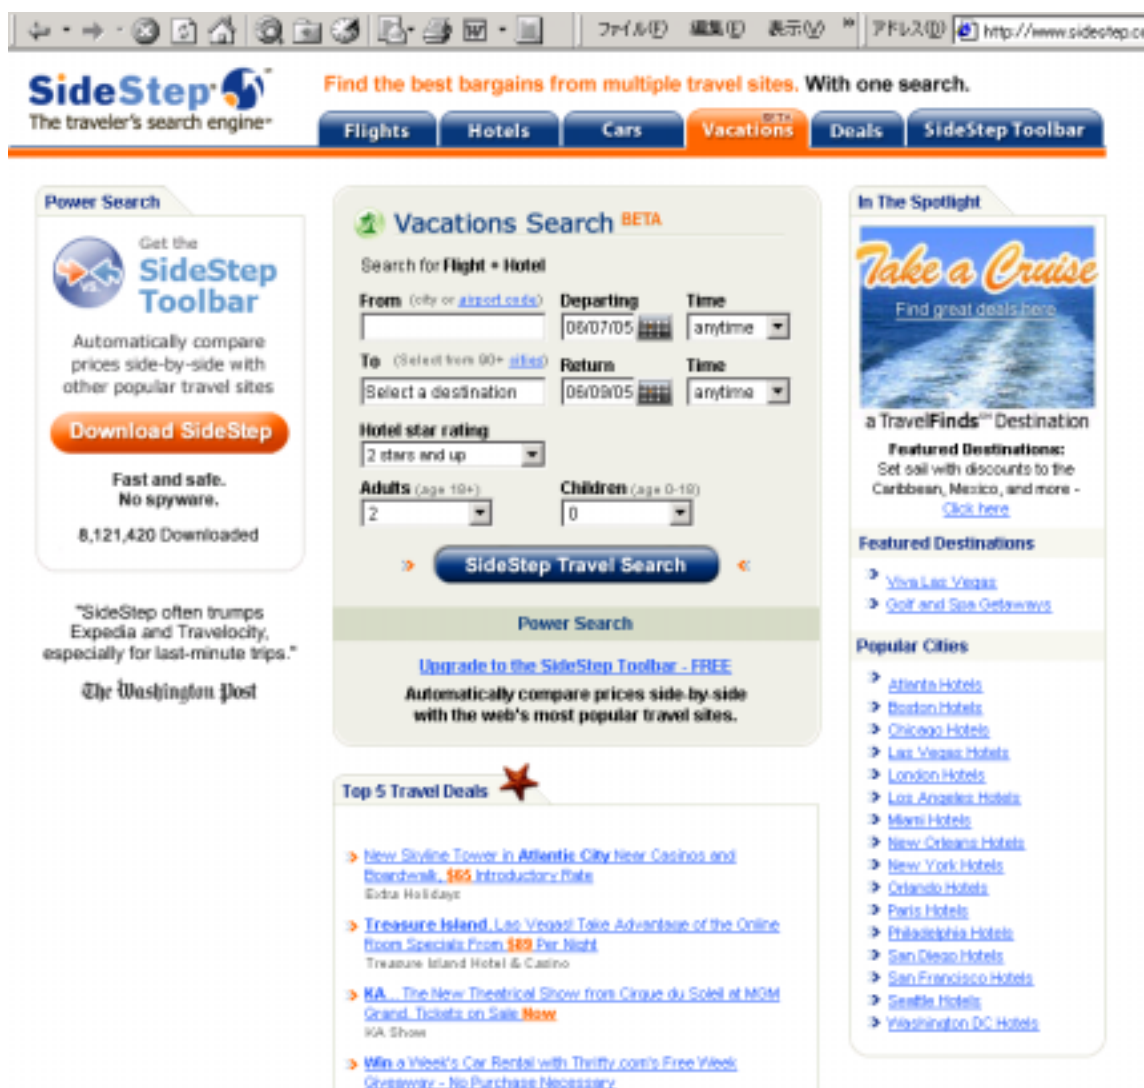 ファイル(F) 編集(E) 表示(V) » アドレス(D) http://www.sidestep.co
SideStep
The traveler's search engine
Find the best bargains from multiple travel sites. With one search.
Flights Hotels Cars Vacations BETA Deals SideStep Toolbar
Power Search
Get the
SideStep
Toolbar
VS.
Automatically compare
prices side-by-side with
other popular travel sites
Download SideStep
Fast and safe.
No spyware.
8,121,420 Downloaded
"SideStep often trumps
Expedia and Travelocity,
especially for last-minute trips."
The Washington Post
Vacations Search BETA
Search for Flight + Hotel
From (city or airport code) Departing Time
06/07/05 anytime
To (Select from 90+ cities) Return Time
Select a destination 06/09/05 anytime
Hotel star rating
2 stars and up
Adults (age 18+) Children (age 0-18)
2 0
SideStep Travel Search
Power Search
Upgrade to the SideStep Toolbar - FREE
Automatically compare prices side-by-side
with the web's most popular travel sites.
Top 5 Travel Deals
New Skyline Tower in Atlantic City Near Casinos and
Boardwalk, $65 Introductory Rate
Extra Holidays
Treasure Island, Las Vegas! Take Advantage of the Online
Room Specials From $89 Per Night
Treasure Island Hotel & Casino
KA... The New Theatrical Show from Cirque du Soleil at MGM
Grand. Tickets on Sale Now
KA Show
Win a Week's Car Rental with Thrifty.com's Free Week
Giveaway - No Purchase Necessary
In The Spotlight
Take a Cruise
Find great deals here
a TravelFinds℠ Destination
Featured Destinations:
Set sail with discounts to the
Caribbean, Mexico, and more -
Click here
Featured Destinations
Viva Las Vegas
Golf and Spa Getaways
Popular Cities
Atlanta Hotels
Boston Hotels
Chicago Hotels
Las Vegas Hotels
London Hotels
Los Angeles Hotels
Miami Hotels
New Orleans Hotels
New York Hotels
Orlando Hotels
Paris Hotels
Philadelphia Hotels
San Diego Hotels
San Francisco Hotels
Seattle Hotels
Washington DC Hotels